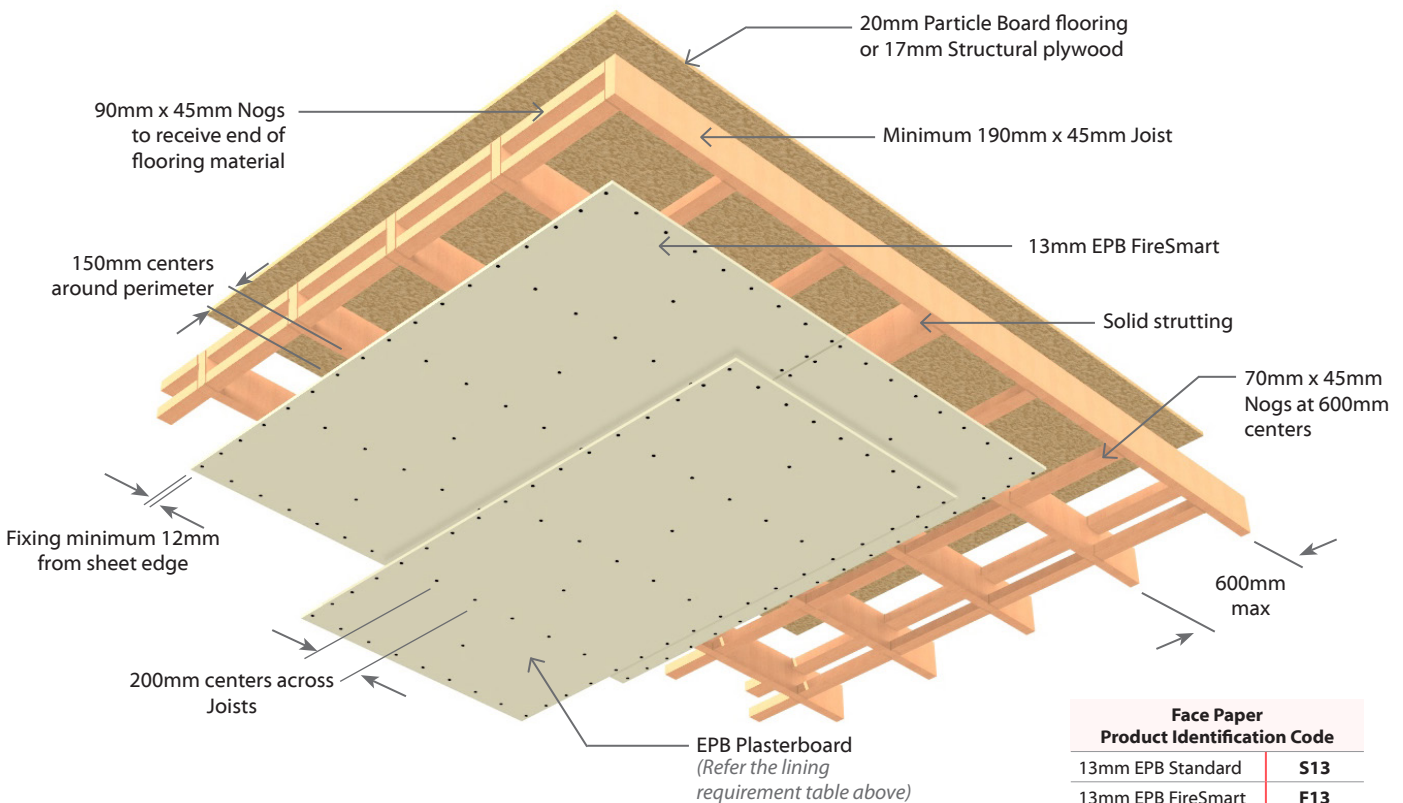 20mm Particle Board flooring
or 17mm Structural plywood
90mm x 45mm Nogs
to receive end of
flooring material
Minimum 190mm x 45mm Joist
13mm EPB FireSmart
150mm centers
around perimeter
Solid strutting
70mm x 45mm
Nogs at 600mm
centers
Fixing minimum 12mm
from sheet edge
600mm
max
200mm centers across
Joists
EPB Plasterboard
(Refer the lining
requirement table above)
Face Paper
Product Identification Code
13mm EPB Standard S13
13mm EPB FireSmart F13